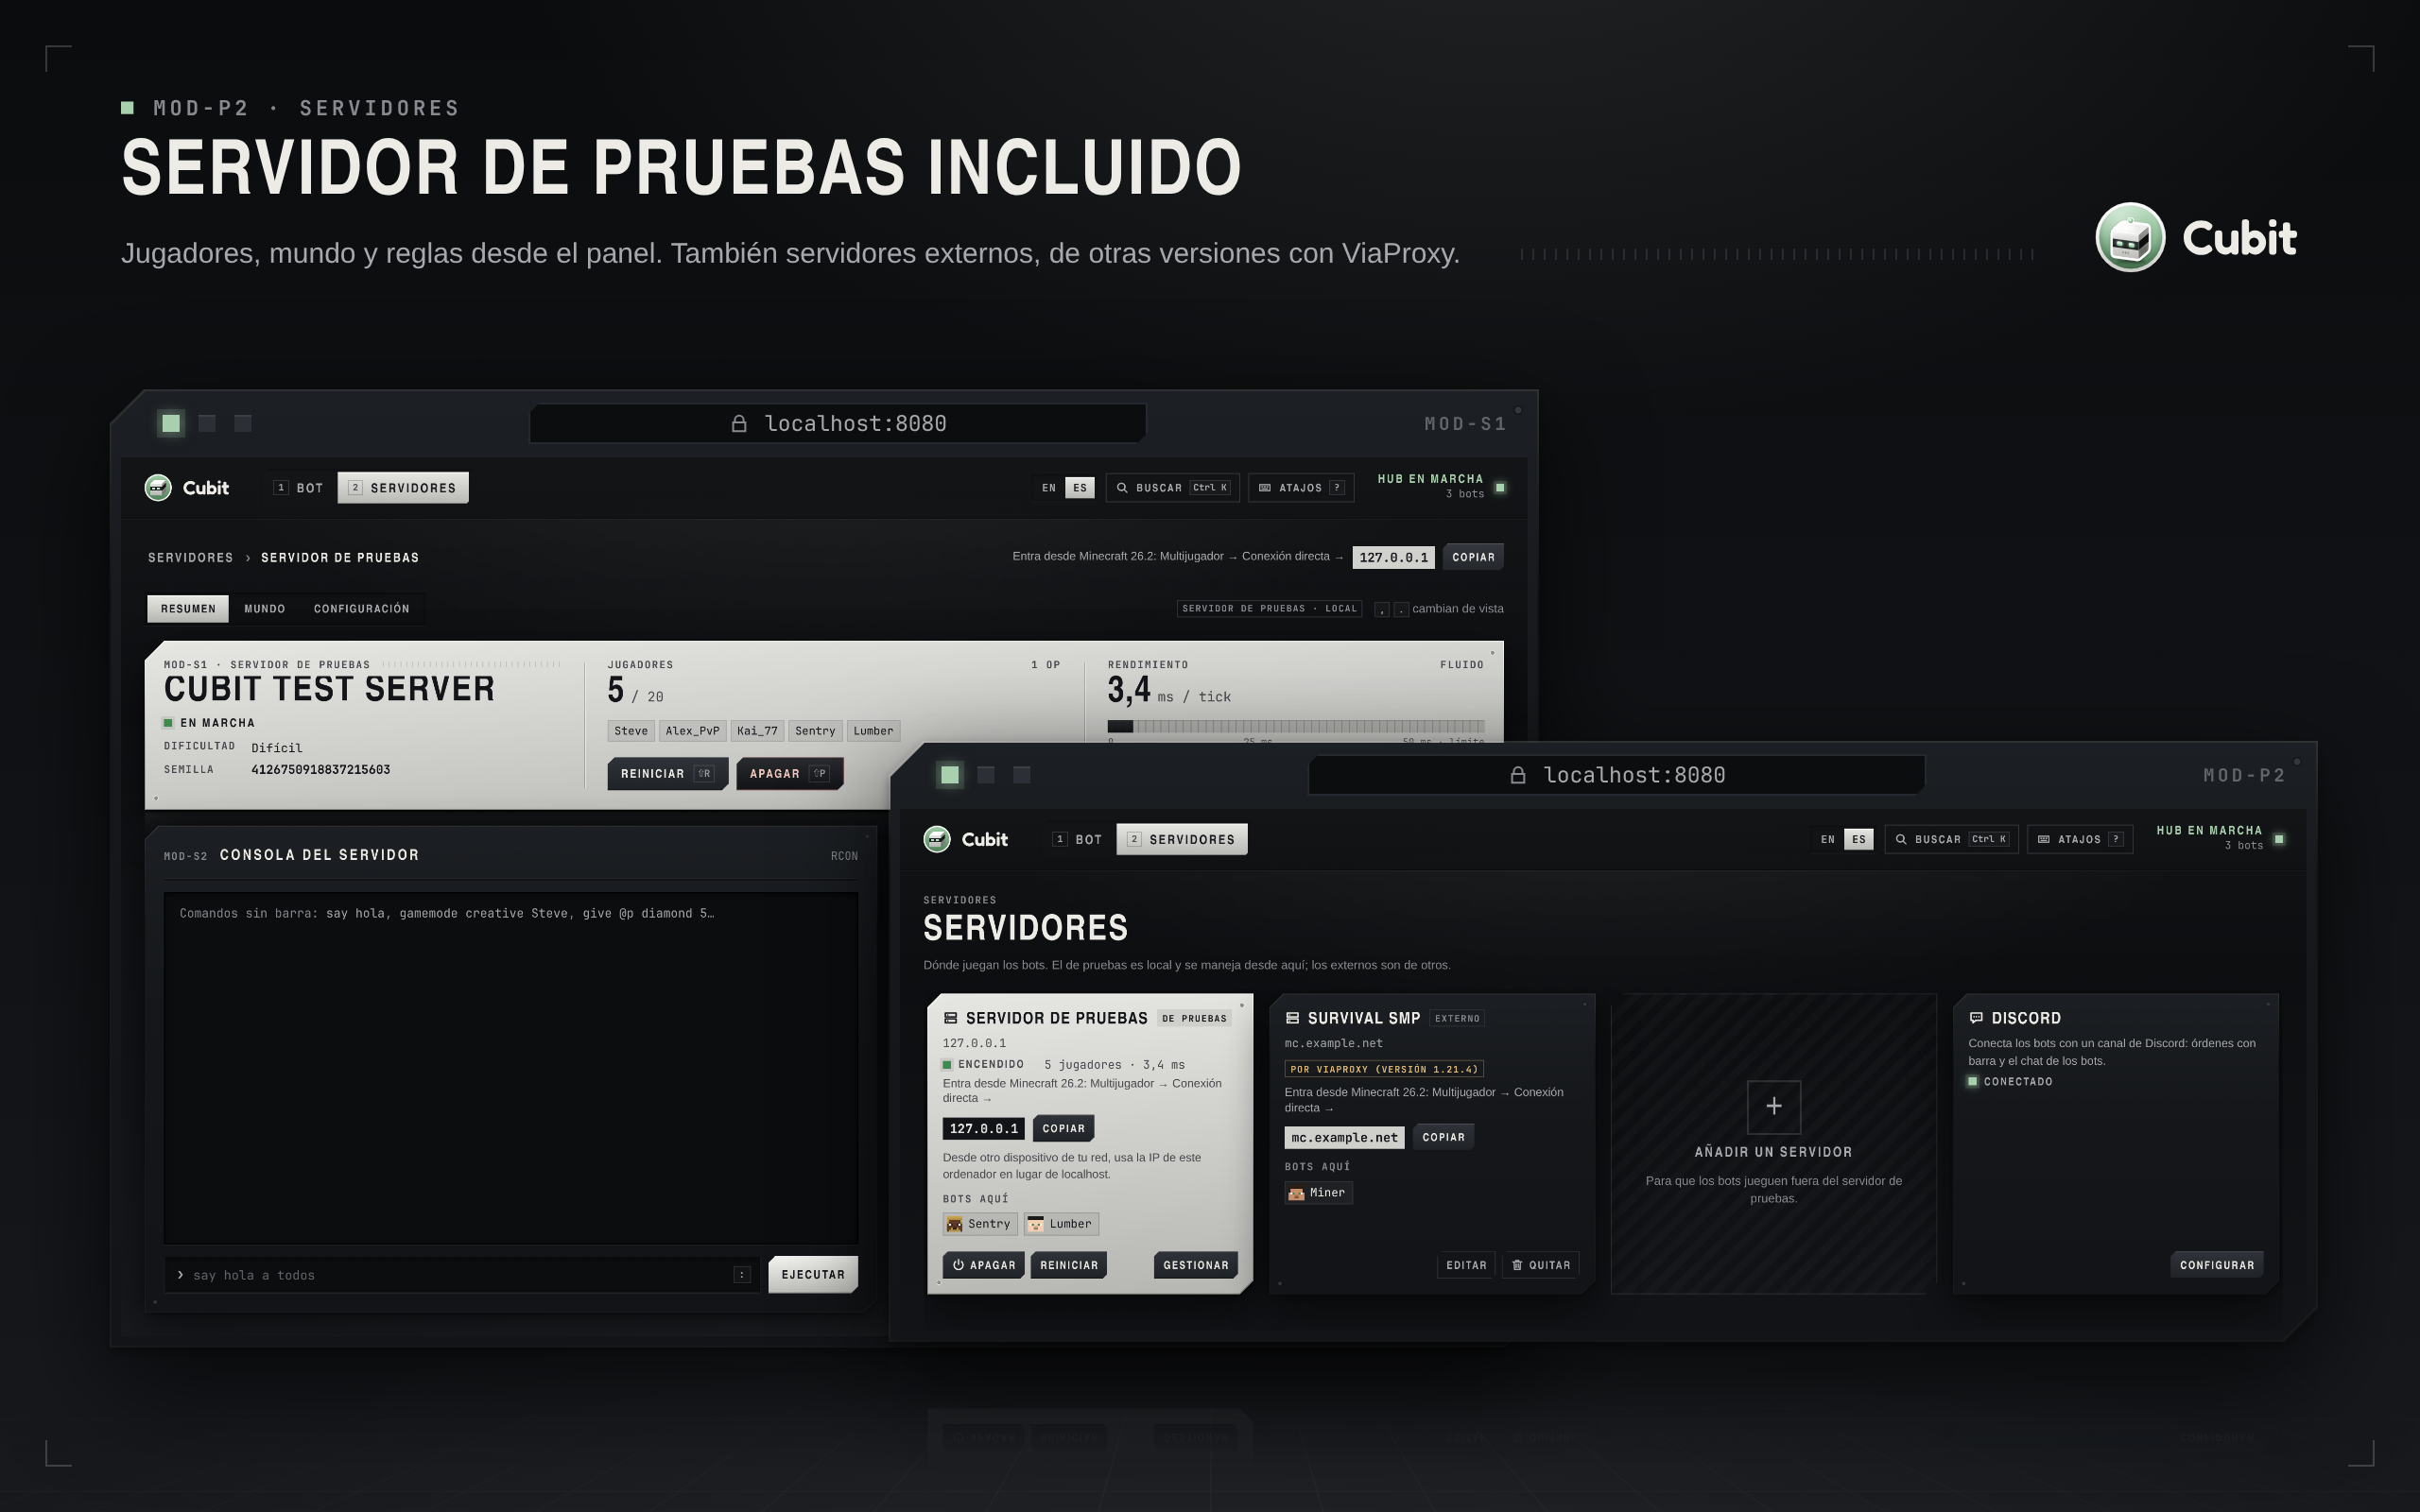 MOD-P2 · SERVIDORES
SERVIDOR DE PRUEBAS INCLUIDO
Jugadores, mundo y reglas desde el panel. También servidores externos, de otras versiones con ViaProxy.
Cubit
localhost:8080
MOD-S1
Cubit
1 BOT
2 SERVIDORES
EN ES
BUSCAR Ctrl K
ATAJOS ?
HUB EN MARCHA
3 bots
SERVIDORES › SERVIDOR DE PRUEBAS
Entra desde Minecraft 26.2: Multijugador → Conexión directa → 127.0.0.1 COPIAR
RESUMEN MUNDO CONFIGURACIÓN
SERVIDOR DE PRUEBAS · LOCAL , . cambian de vista
MOD-S1 · SERVIDOR DE PRUEBAS
CUBIT TEST SERVER
EN MARCHA
DIFICULTAD Difícil
SEMILLA 4126750918837215603
JUGADORES 1 OP
5 / 20
Steve Alex_PvP Kai_77 Sentry Lumber
REINICIAR ⇧R APAGAR ⇧P
RENDIMIENTO FLUIDO
3,4 ms / tick
0 25 ms 50 ms · límite
MOD-S2 CONSOLA DEL SERVIDOR RCON
Comandos sin barra: say hola, gamemode creative Steve, give @p diamond 5…
› say hola a todos :
EJECUTAR
localhost:8080
MOD-P2
Cubit
1 BOT
2 SERVIDORES
EN ES
BUSCAR Ctrl K
ATAJOS ?
HUB EN MARCHA
3 bots
SERVIDORES
SERVIDORES
Dónde juegan los bots. El de pruebas es local y se maneja desde aquí; los externos son de otros.
SERVIDOR DE PRUEBAS DE PRUEBAS
127.0.0.1
ENCENDIDO 5 jugadores · 3,4 ms
Entra desde Minecraft 26.2: Multijugador → Conexión
directa →
127.0.0.1 COPIAR
Desde otro dispositivo de tu red, usa la IP de este
ordenador en lugar de localhost.
BOTS AQUÍ
Sentry Lumber
APAGAR REINICIAR GESTIONAR
SURVIVAL SMP EXTERNO
mc.example.net
POR VIAPROXY (VERSIÓN 1.21.4)
Entra desde Minecraft 26.2: Multijugador → Conexión
directa →
mc.example.net COPIAR
BOTS AQUÍ
Miner
EDITAR QUITAR
+
AÑADIR UN SERVIDOR
Para que los bots jueguen fuera del servidor de
pruebas.
DISCORD
Conecta los bots con un canal de Discord: órdenes con
barra y el chat de los bots.
CONECTADO
CONFIGURAR